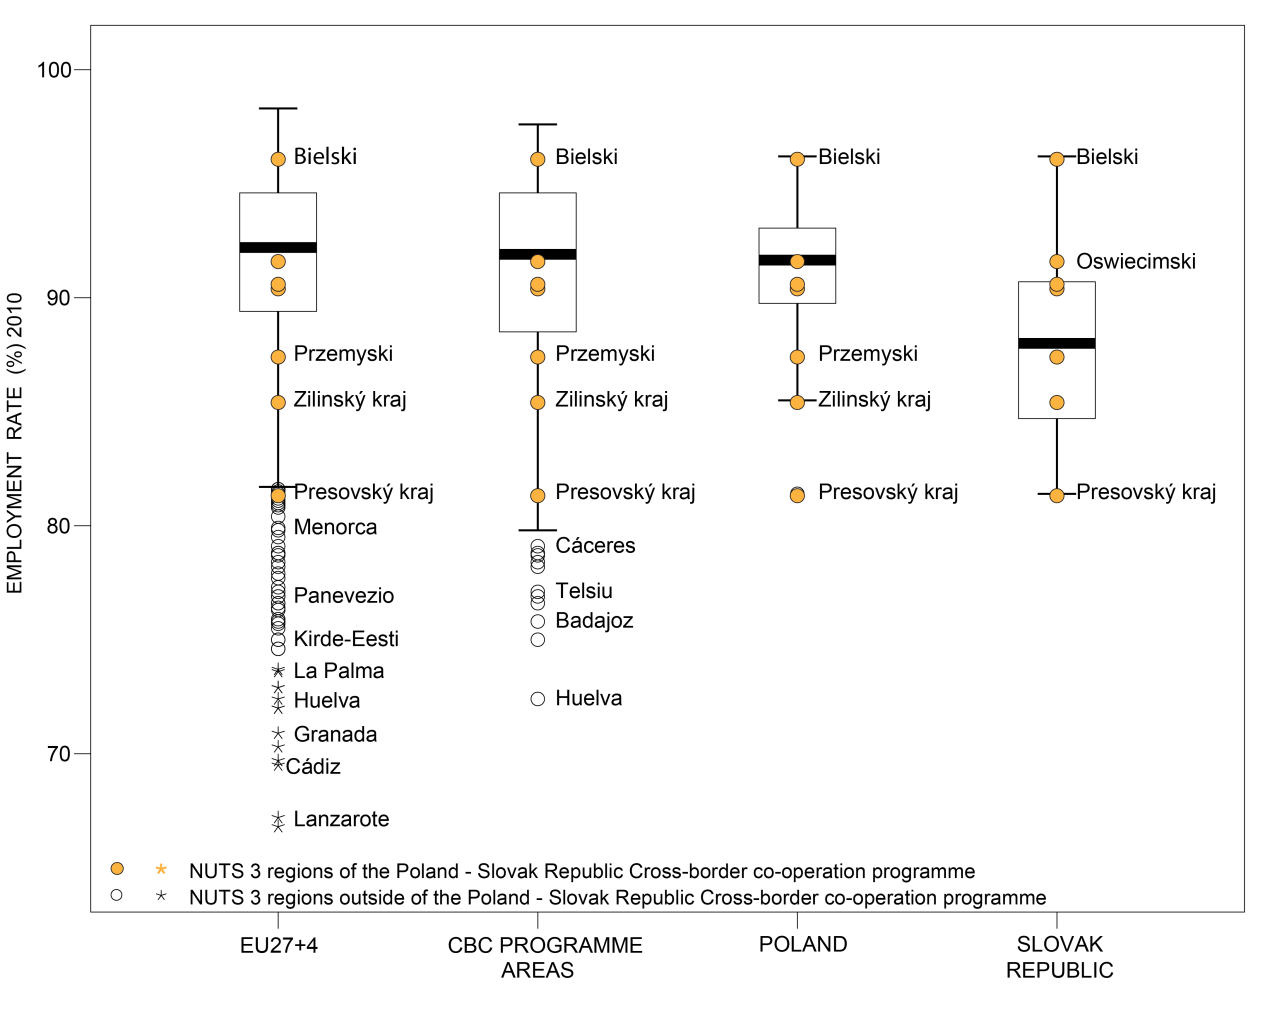 EMPLOYMENT RATE (%) 2010
100
90
80
70
Bielski
Przemyski
Zilinský kraj
Presovský kraj
Menorca
Panevezio
Kirde-Eesti
La Palma
Huelva
Granada
Cádiz
Lanzarote
Bielski
Przemyski
Zilinský kraj
Presovský kraj
Cáceres
Telsiu
Badajoz
Huelva
Bielski
Przemyski
Zilinský kraj
Presovský kraj
Bielski
Oswiecimski
Presovský kraj
NUTS 3 regions of the Poland - Slovak Republic Cross-border co-operation programme
NUTS 3 regions outside of the Poland - Slovak Republic Cross-border co-operation programme
EU27+4
CBC PROGRAMME
AREAS
POLAND
SLOVAK
REPUBLIC